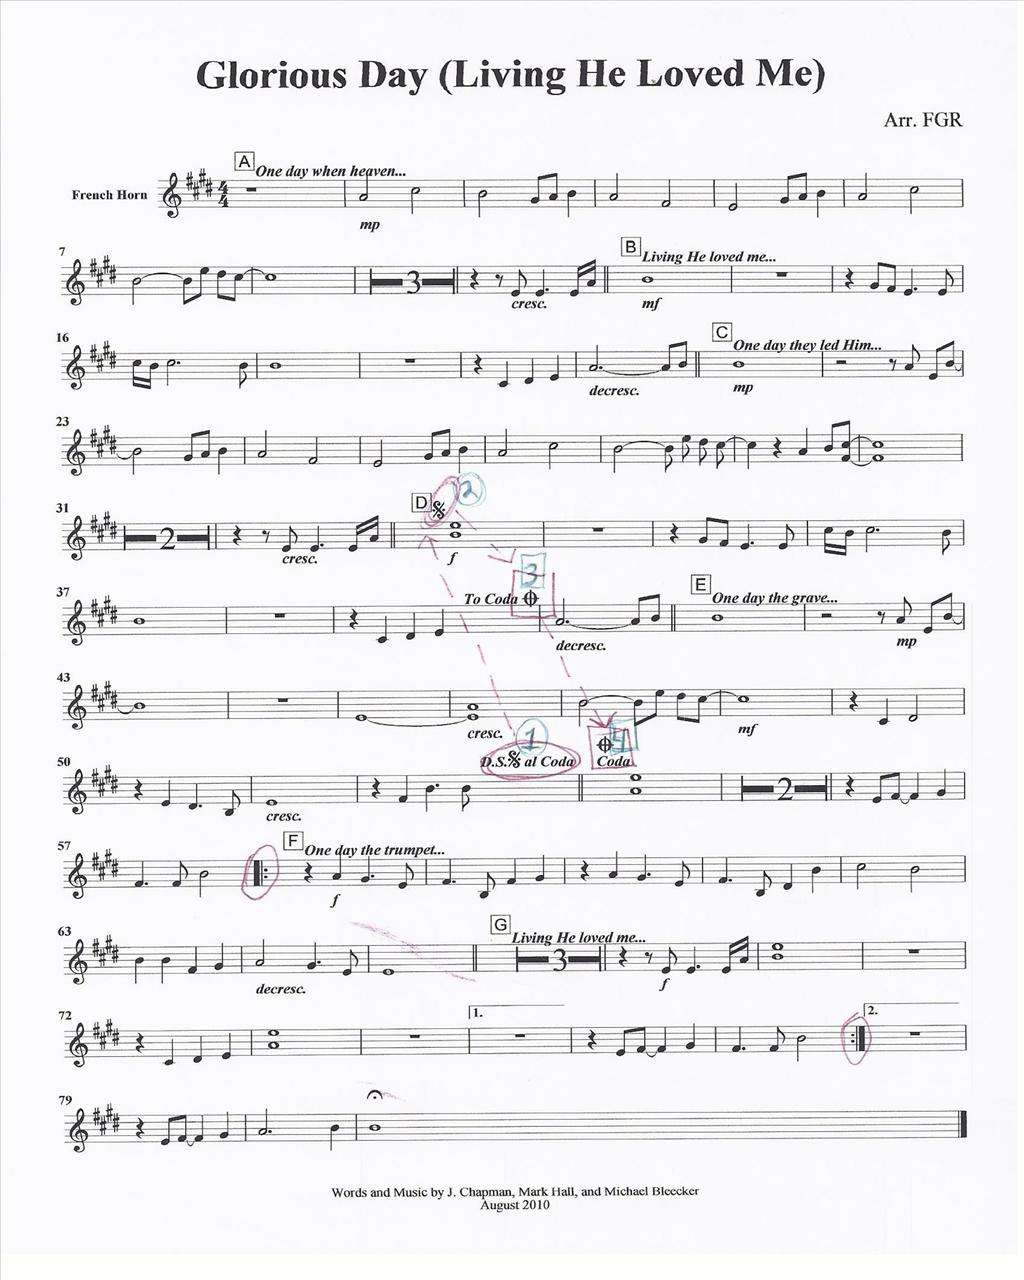 Glorious Day (Living He Loved Me)
Arr. FGR
A One day when heaven...
French Horn
4
4
mp
7
B Living He loved me...
3
cresc.
mf
16
C One day they led Him...
decresc.
mp
23
31
D 2
2
cresc.
f
3
37
To Coda
E One day the grave...
decresc.
mp
43
cresc.
mf
1
4
D.S. al Coda
Coda
50
cresc.
2
57
F One day the trumpet...
f
63
G Living He loved me...
3
decresc.
f
72
1.
2.
79
Words and Music by J. Chapman, Mark Hall, and Michael Bleecker
August 2010